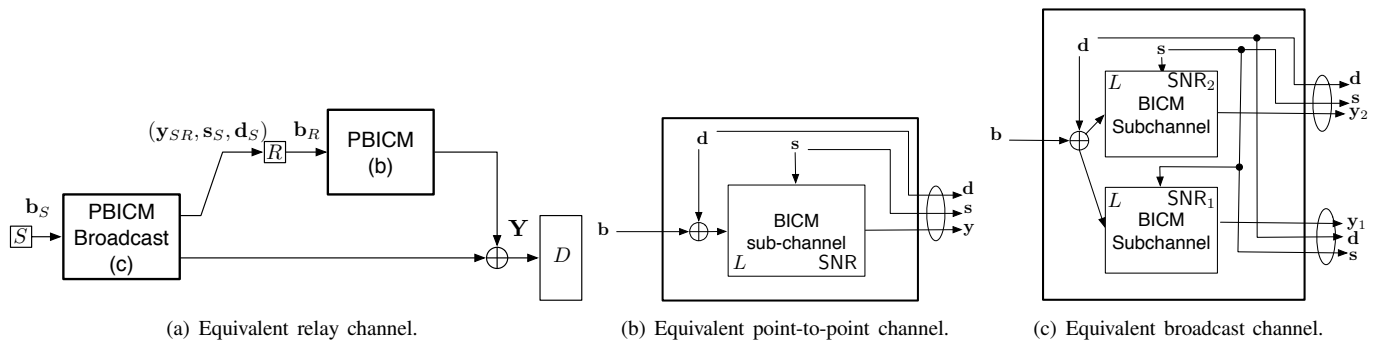 (y_SR, s_S, d_S)
b_R
R
PBICM
(b)
b_S
S
PBICM
Broadcast
(c)
Y
D
(a) Equivalent relay channel.
d
s
b
BICM
sub-channel
L
SNR
d
s
y
(b) Equivalent point-to-point channel.
d
s
L
SNR_2
BICM
Subchannel
d
s
y_2
b
L
SNR_1
BICM
Subchannel
y_1
d
s
(c) Equivalent broadcast channel.